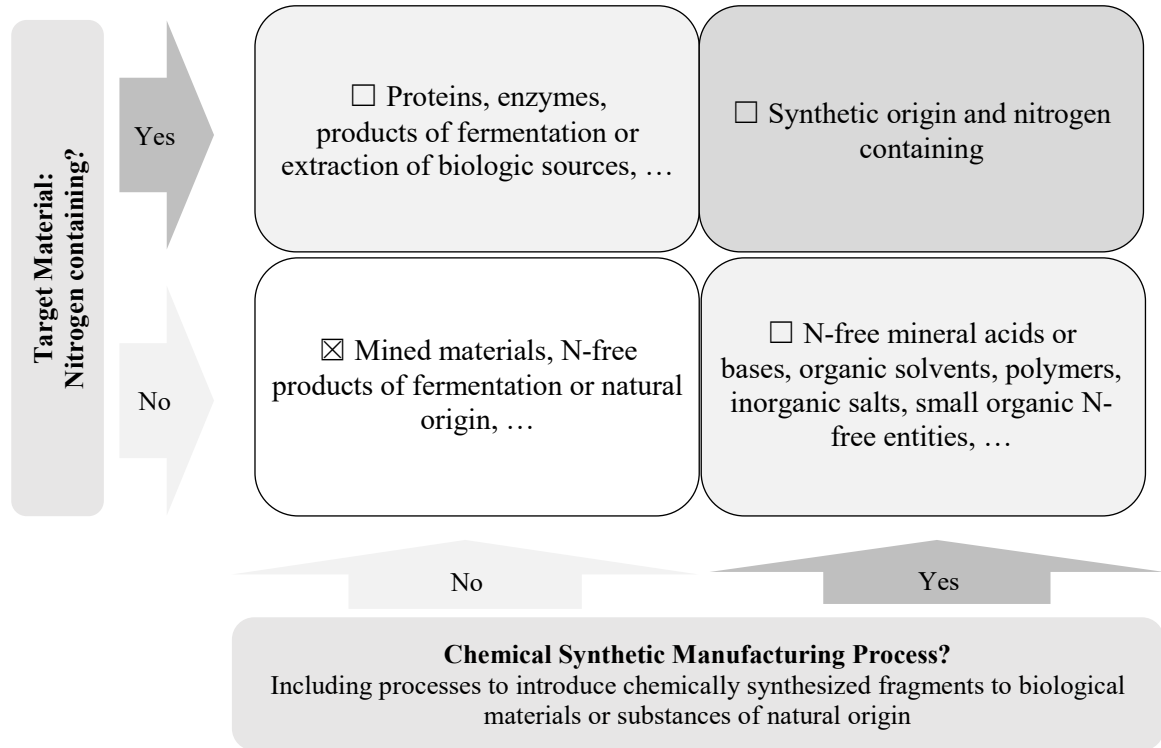 Target Material:
Nitrogen containing?
Yes
☐ Proteins, enzymes,
products of fermentation or
extraction of biologic sources, …
☐ Synthetic origin and nitrogen
containing
No
☒ Mined materials, N-free
products of fermentation or natural
origin, …
☐ N-free mineral acids or
bases, organic solvents, polymers,
inorganic salts, small organic N-
free entities, …
No
Yes
Chemical Synthetic Manufacturing Process?
Including processes to introduce chemically synthesized fragments to biological
materials or substances of natural origin